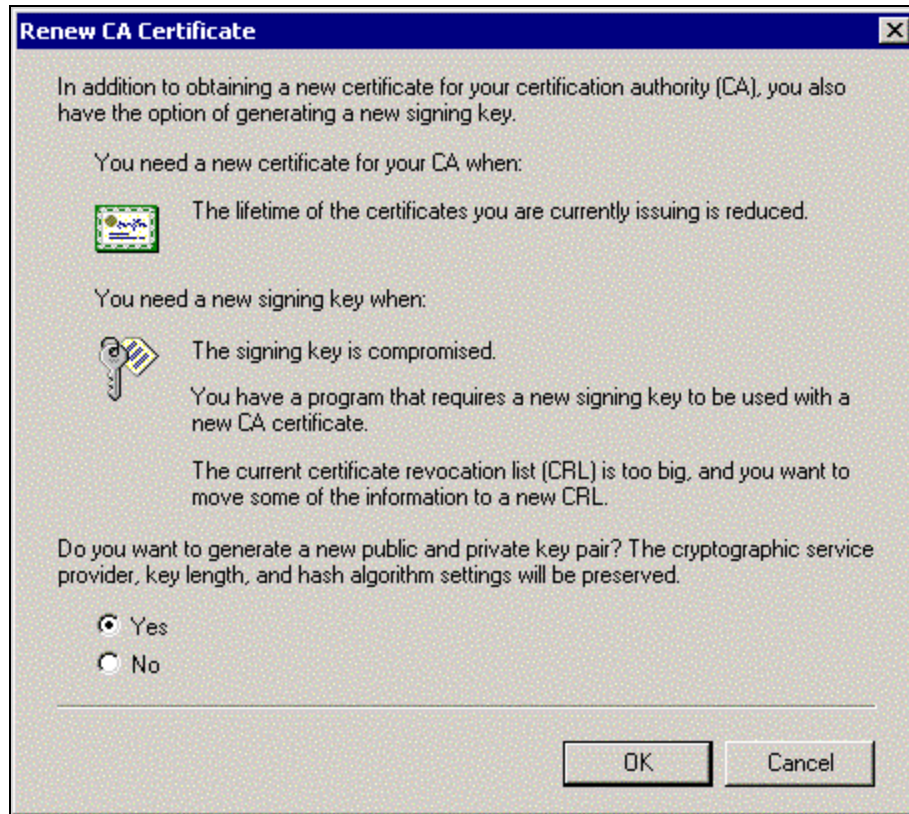 Renew CA Certificate
In addition to obtaining a new certificate for your certification authority (CA), you also
have the option of generating a new signing key.
You need a new certificate for your CA when:
The lifetime of the certificates you are currently issuing is reduced.
You need a new signing key when:
The signing key is compromised.
You have a program that requires a new signing key to be used with a
new CA certificate.
The current certificate revocation list (CRL) is too big, and you want to
move some of the information to a new CRL.
Do you want to generate a new public and private key pair? The cryptographic service
provider, key length, and hash algorithm settings will be preserved.
Yes
No
OK Cancel